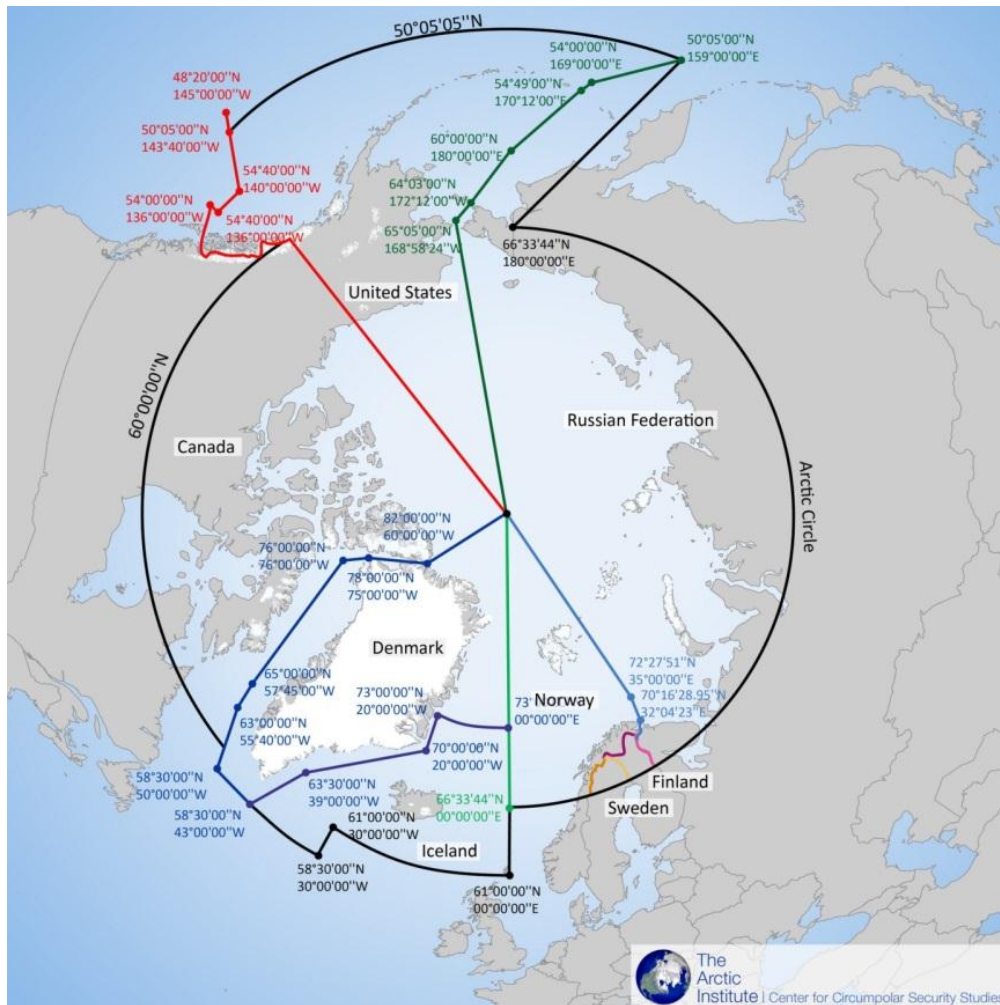 50°05'05''N
48°20'00''N
145°00'00''W
50°05'00''N
143°40'00''W
54°40'00''N
140°00'00''W
54°00'00''N
136°00'00''W
54°40'00''N
136°00'00''W
54°00'00''N
169°00'00''E
50°05'00''N
159°00'00''E
54°49'00''N
170°12'00''E
60°00'00''N
180°00'00''E
64°03'00''N
172°12'00''W
65°05'00''N
168°58'24''W
66°33'44''N
180°00'00''E
United States
60°00'00''N
Canada
Russian Federation
Arctic Circle
82°00'00''N
60°00'00''W
76°00'00''N
76°00'00''W
78°00'00''N
75°00'00''W
Denmark
65°00'00''N
57°45'00''W
73°00'00''N
20°00'00''W
Norway
73°
00°00'00''E
72°27'51''N
35°00'00''E
70°16'28.95''N
32°04'23''E
63°00'00''N
55°40'00''W
70°00'00''N
20°00'00''W
58°30'00''N
50°00'00''W
63°30'00''N
39°00'00''W
66°33'44''N
00°00'00''E
Finland
Sweden
58°30'00''N
43°00'00''W
61°00'00''N
30°00'00''W
Iceland
58°30'00''N
30°00'00''W
61°00'00''N
00°00'00''E
The
Arctic
Institute | Center for Circumpolar Security Studies